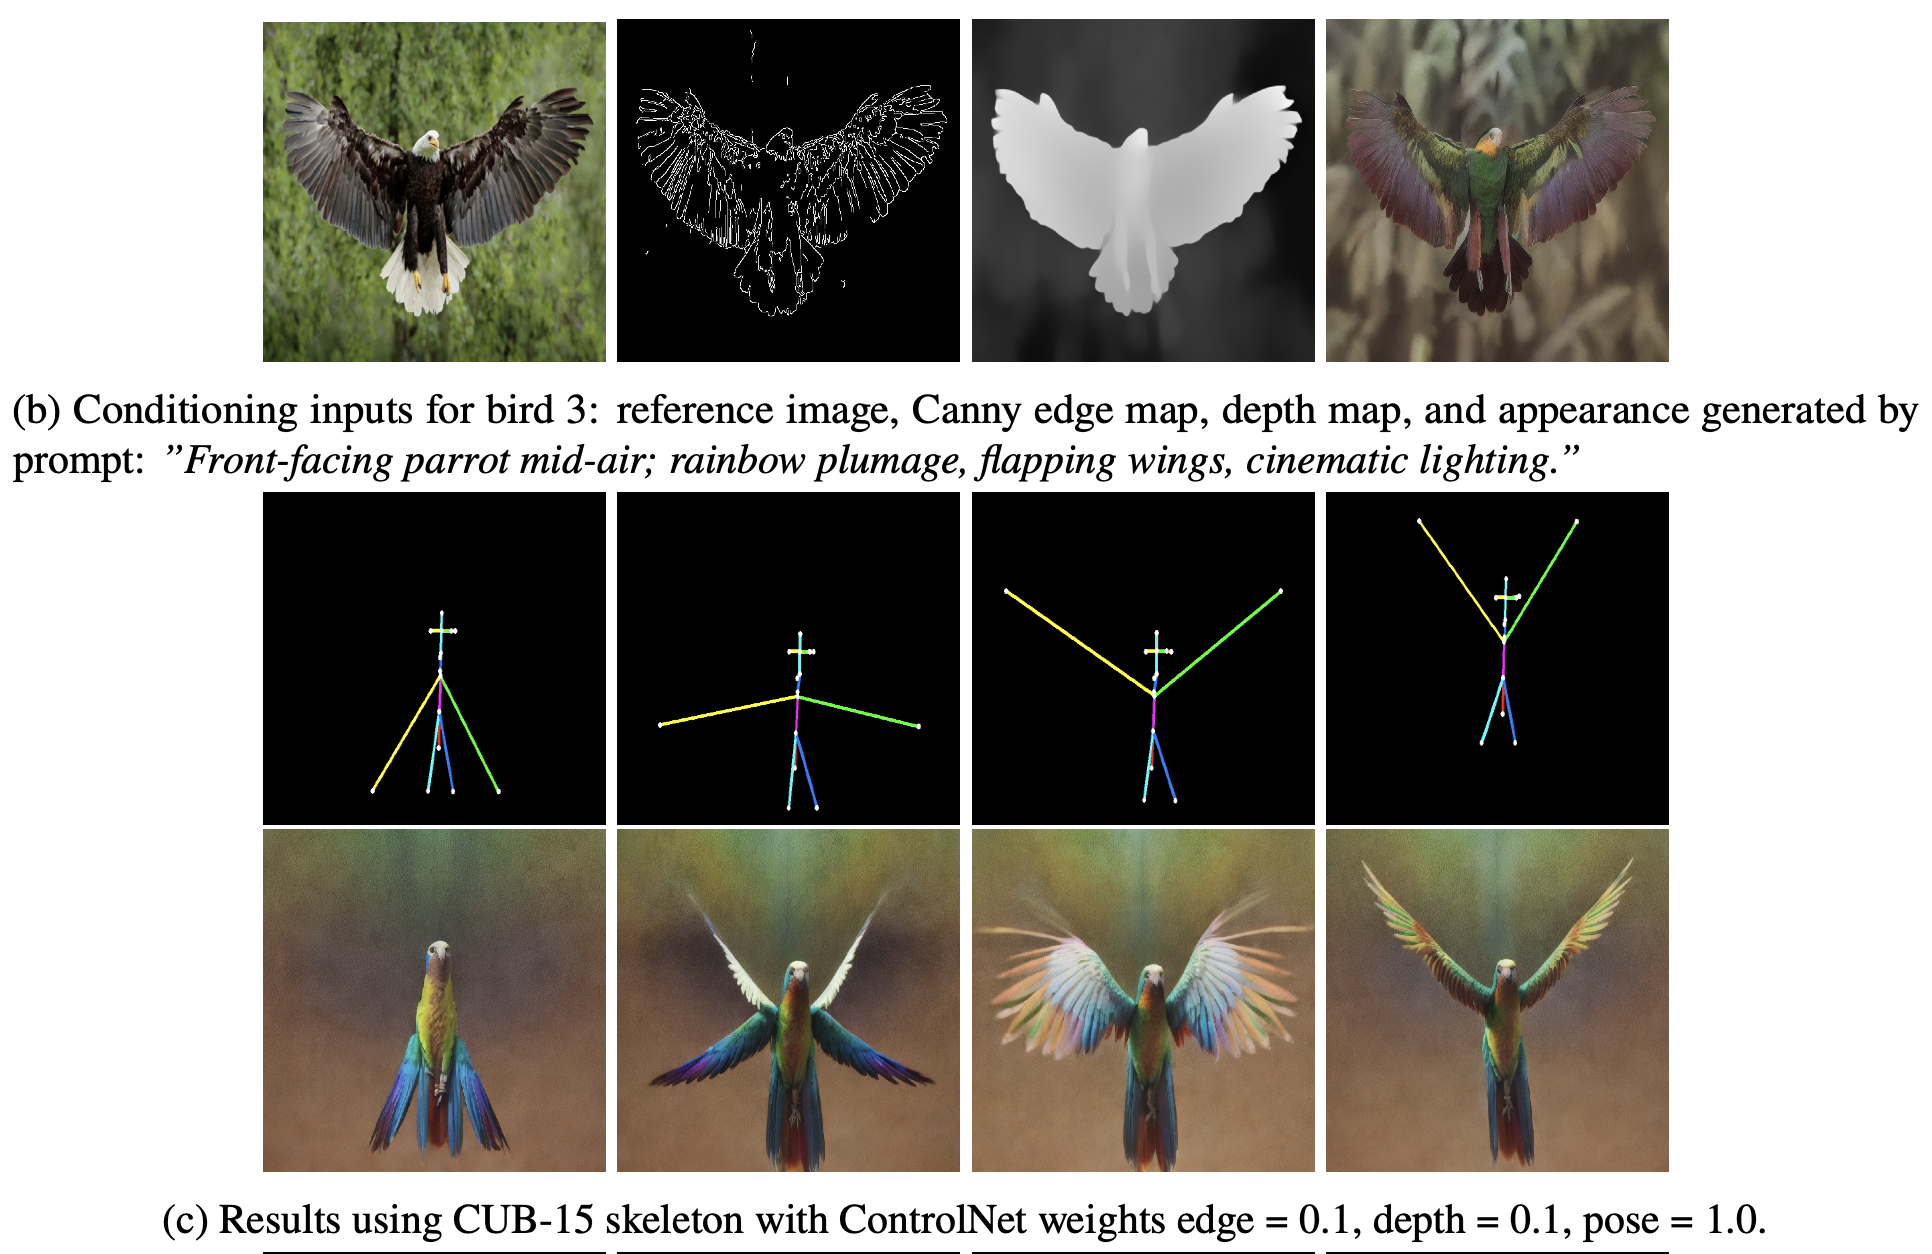 (b) Conditioning inputs for bird 3: reference image, Canny edge map, depth map, and appearance generated by
prompt: ”Front-facing parrot mid-air; rainbow plumage, flapping wings, cinematic lighting.”
(c) Results using CUB-15 skeleton with ControlNet weights edge = 0.1, depth = 0.1, pose = 1.0.